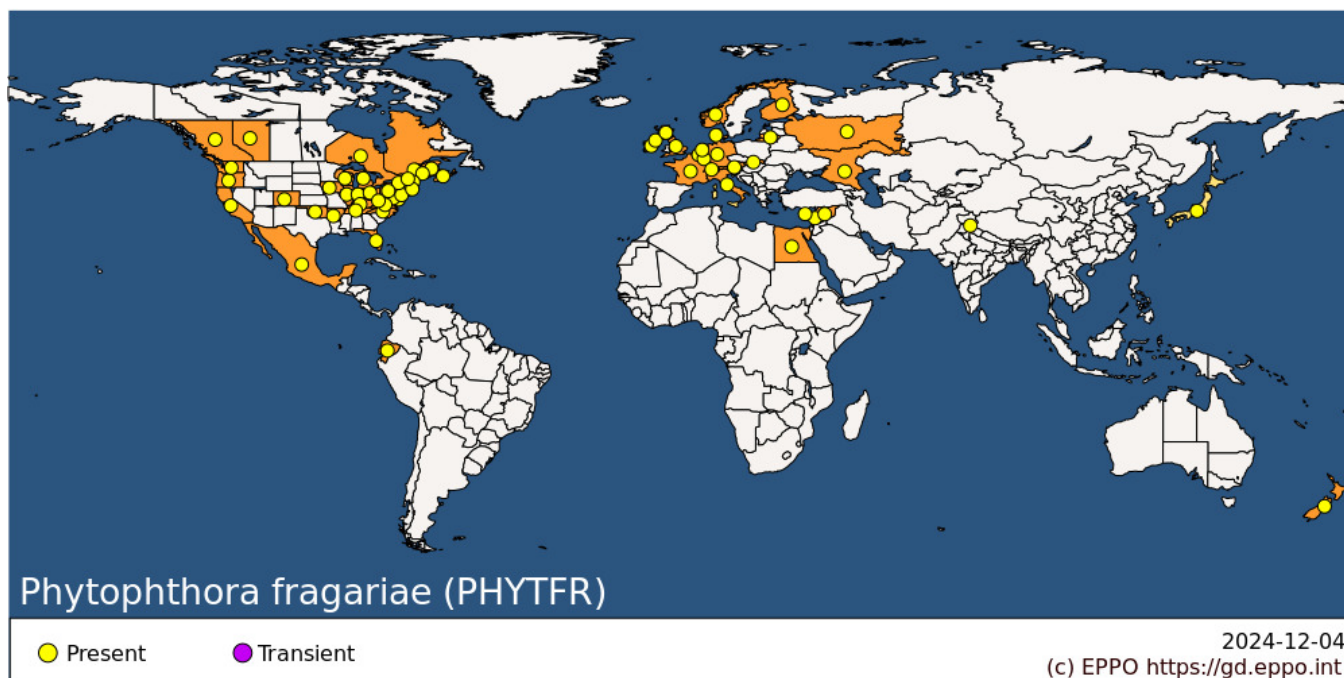 Phytophthora fragariae (PHYTFR)
Present
Transient
2024-12-04
(c) EPPO https://gd.eppo.int